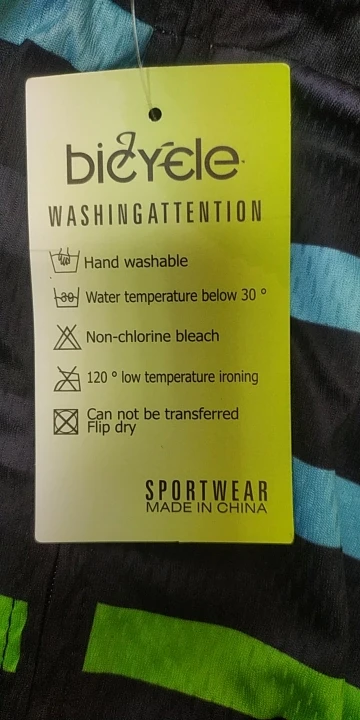 bicycle
WASHINGATTENTION
Hand washable
30
Water temperature below 30 °
Non-chlorine bleach
120 ° low temperature ironing
Can not be transferred
Flip dry
SPORTWEAR
MADE IN CHINA